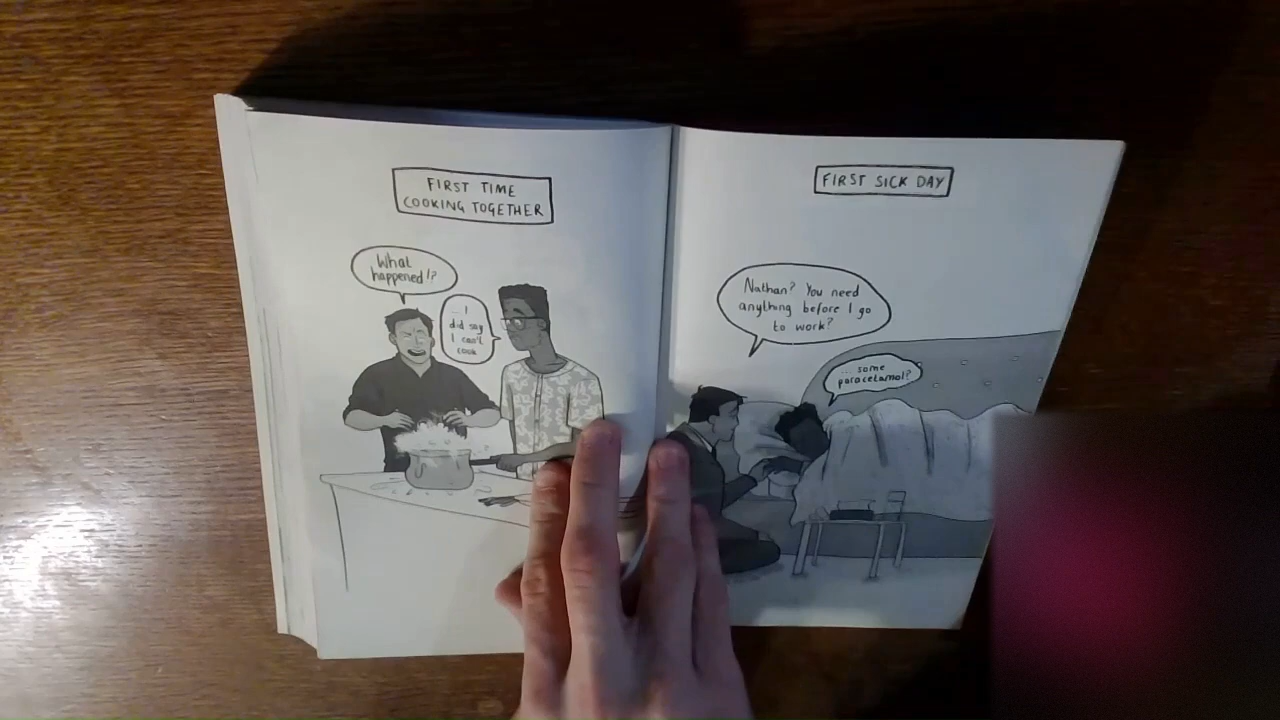 FIRST TIME
COOKING TOGETHER
What
happened!?
...I
did say
I can't
cook
FIRST SICK DAY
Nathan? You need
anything before I go
to work?
... some
paracetamol?